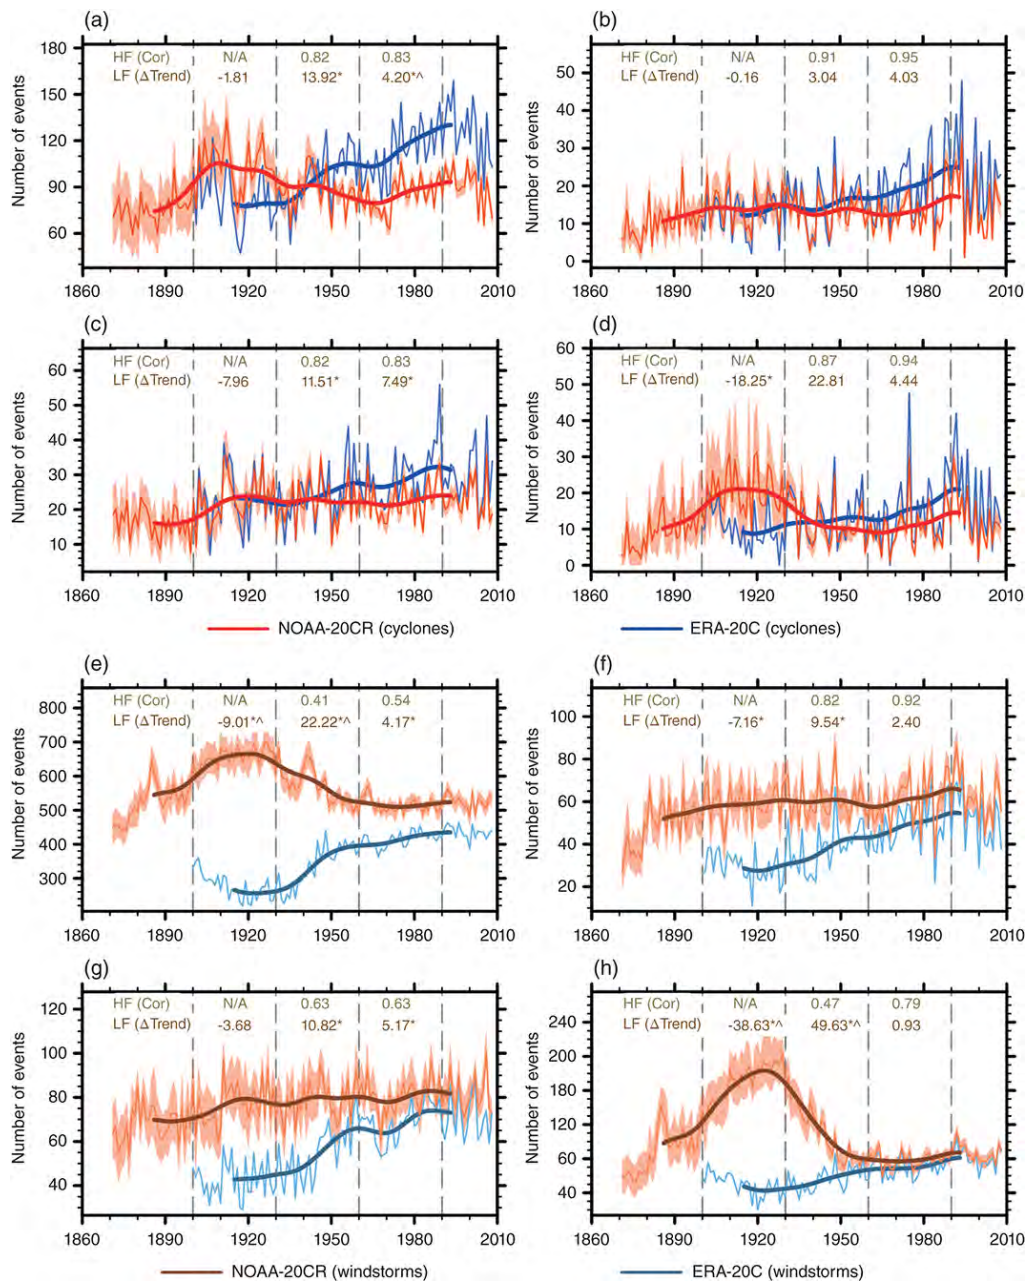 (a) (b)
HF (Cor) N/A 0.82 0.83
LF (ΔTrend) -1.81 13.92* 4.20*^
HF (Cor) N/A 0.91 0.95
LF (ΔTrend) -0.16 3.04 4.03
Number of events
180
150
120
90
60
1860 1890 1920 1950 1980 2010
Number of events
50
40
30
20
10
0
1860 1890 1920 1950 1980 2010
(c) (d)
HF (Cor) N/A 0.82 0.83
LF (ΔTrend) -7.96 11.51* 7.49*
HF (Cor) N/A 0.87 0.94
LF (ΔTrend) -18.25* 22.81 4.44
Number of events
60
50
40
30
20
10
1860 1890 1920 1950 1980 2010
Number of events
60
50
40
30
20
10
0
1860 1890 1920 1950 1980 2010
NOAA-20CR (cyclones) ERA-20C (cyclones)
(e) (f)
HF (Cor) N/A 0.41 0.54
LF (ΔTrend) -9.01*^ 22.22*^ 4.17*
HF (Cor) N/A 0.82 0.92
LF (ΔTrend) -7.16* 9.54* 2.40
Number of events
800
700
600
500
400
300
1860 1890 1920 1950 1980 2010
Number of events
100
80
60
40
20
1860 1890 1920 1950 1980 2010
(g) (h)
HF (Cor) N/A 0.63 0.63
LF (ΔTrend) -3.68 10.82* 5.17*
HF (Cor) N/A 0.47 0.79
LF (ΔTrend) -38.63*^ 49.63*^ 0.93
Number of events
120
100
80
60
40
1860 1890 1920 1950 1980 2010
Number of events
240
200
180
120
60
40
1860 1890 1920 1950 1980 2010
NOAA-20CR (windstorms) ERA-20C (windstorms)